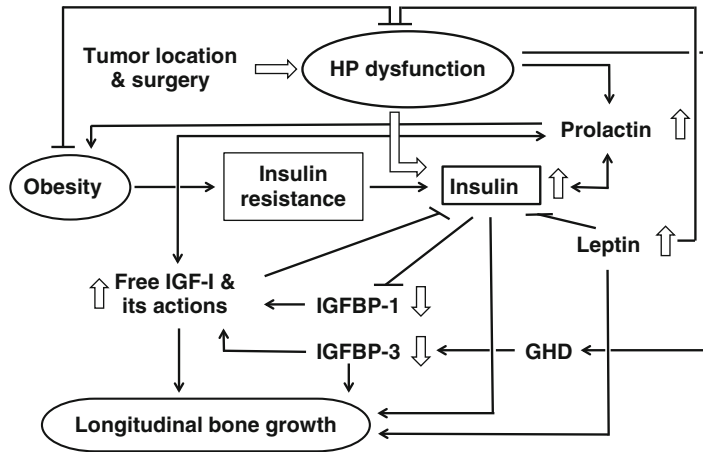 Tumor location
& surgery
HP dysfunction
Prolactin
Obesity
Insulin
resistance
Insulin
Leptin
Free IGF-I &
its actions
IGFBP-1
IGFBP-3
GHD
Longitudinal bone growth